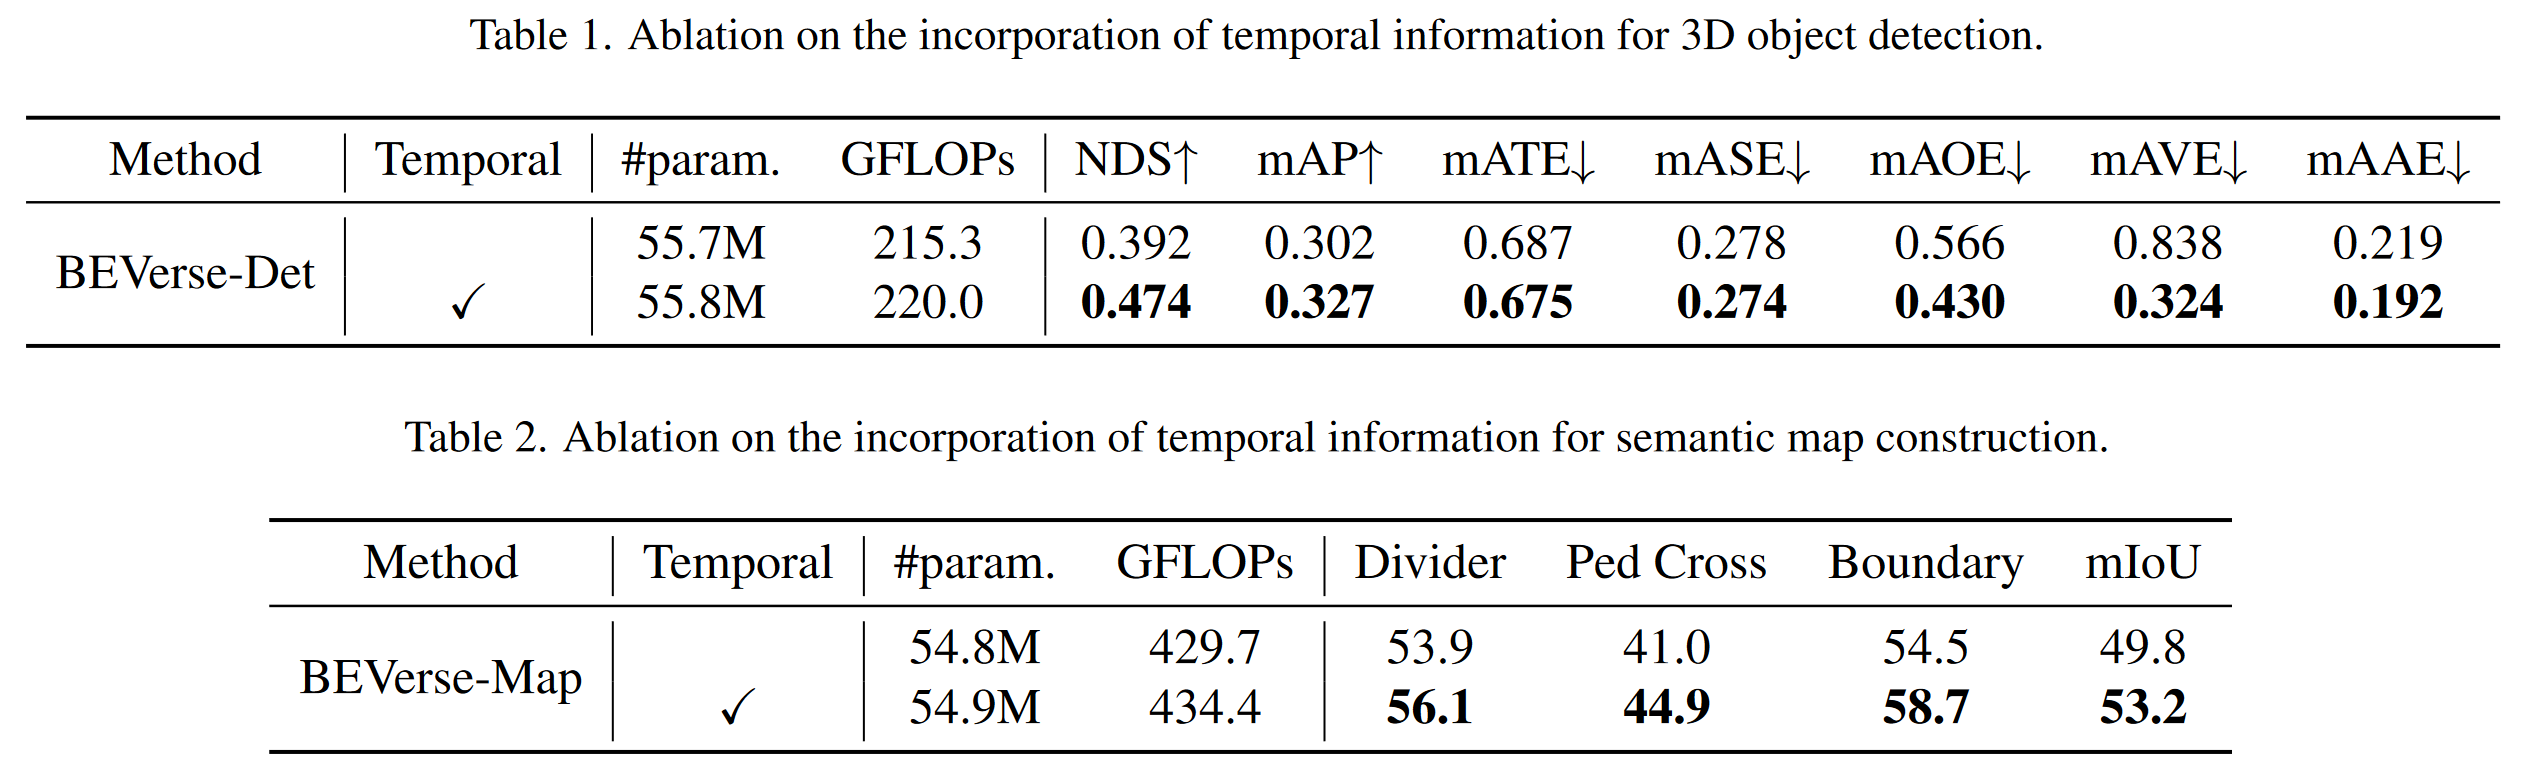 Table 1. Ablation on the incorporation of temporal information for 3D object detection.
Method Temporal #param. GFLOPs NDS↑ mAP↑ mATE↓ mASE↓ mAOE↓ mAVE↓ mAAE↓
BEVerse-Det
55.7M 215.3 0.392 0.302 0.687 0.278 0.566 0.838 0.219
✓ 55.8M 220.0 0.474 0.327 0.675 0.274 0.430 0.324 0.192
Table 2. Ablation on the incorporation of temporal information for semantic map construction.
Method Temporal #param. GFLOPs Divider Ped Cross Boundary mIoU
BEVerse-Map
54.8M 429.7 53.9 41.0 54.5 49.8
✓ 54.9M 434.4 56.1 44.9 58.7 53.2